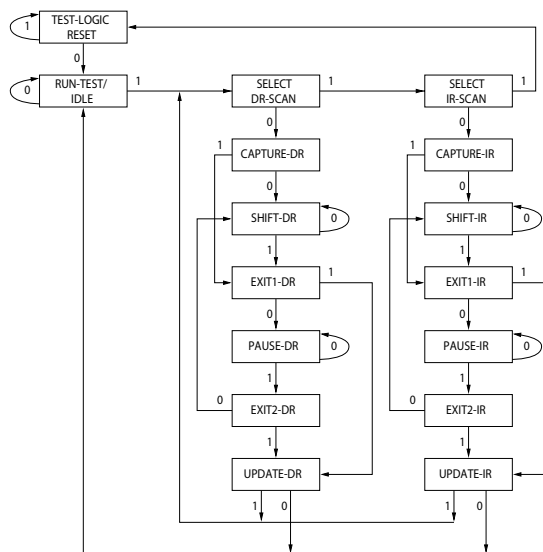 TEST-LOGIC
RESET
1
0
RUN-TEST/
IDLE
0
1
SELECT
DR-SCAN
1
SELECT
IR-SCAN
1
0
0
1
CAPTURE-DR
1
CAPTURE-IR
0
0
SHIFT-DR
0
SHIFT-IR
0
1
1
EXIT1-DR
1
EXIT1-IR
1
0
0
PAUSE-DR
0
PAUSE-IR
0
1
1
0
EXIT2-DR
0
EXIT2-IR
1
1
UPDATE-DR
UPDATE-IR
1
0
1
0